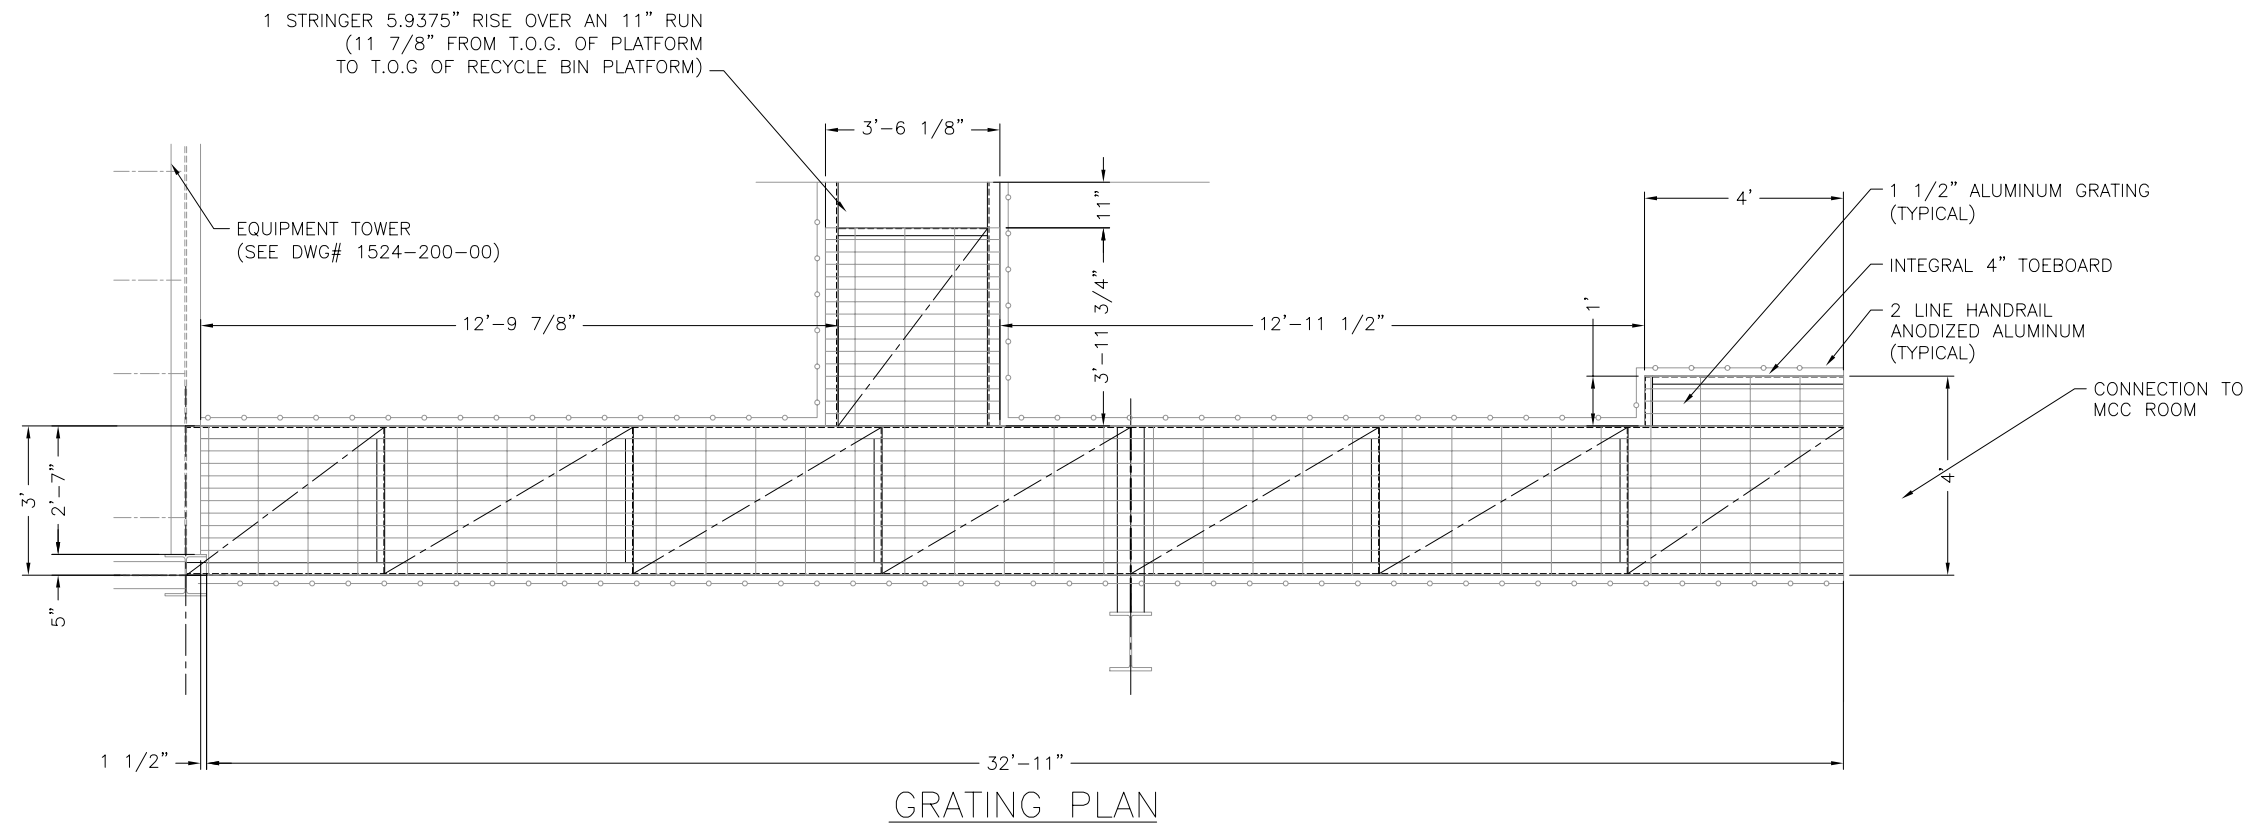 1 STRINGER 5.9375” RISE OVER AN 11” RUN
(11 7/8” FROM T.O.G. OF PLATFORM
TO T.O.G OF RECYCLE BIN PLATFORM)
3'-6 1/8”
11”
4'
1 1/2” ALUMINUM GRATING
(TYPICAL)
EQUIPMENT TOWER
(SEE DWG# 1524-200-00)
INTEGRAL 4” TOEBOARD
3'-11 3/4”
1'
2 LINE HANDRAIL
ANODIZED ALUMINUM
(TYPICAL)
12'-9 7/8”
12'-11 1/2”
CONNECTION TO
MCC ROOM
3'
2'-7”
4'
5”
1 1/2”
32'-11”
GRATING PLAN